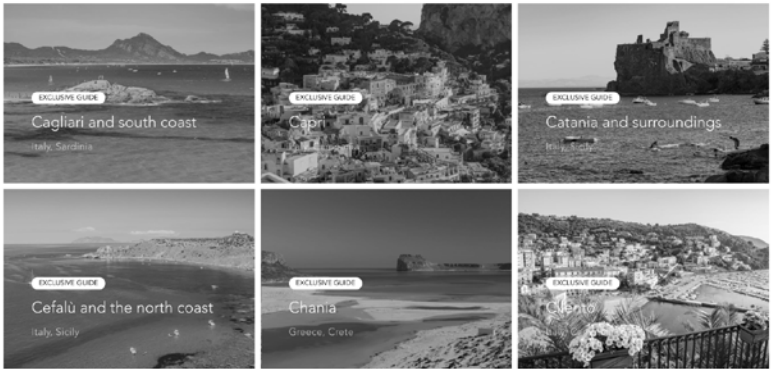 EXCLUSIVE GUIDE
Cagliari and south coast
Italy, Sardinia
EXCLUSIVE GUIDE
Capri
EXCLUSIVE GUIDE
Catania and surroundings
Italy, Sicily
EXCLUSIVE GUIDE
Cefalù and the north coast
Italy, Sicily
EXCLUSIVE GUIDE
Chania
Greece, Crete
EXCLUSIVE GUIDE
Cilento